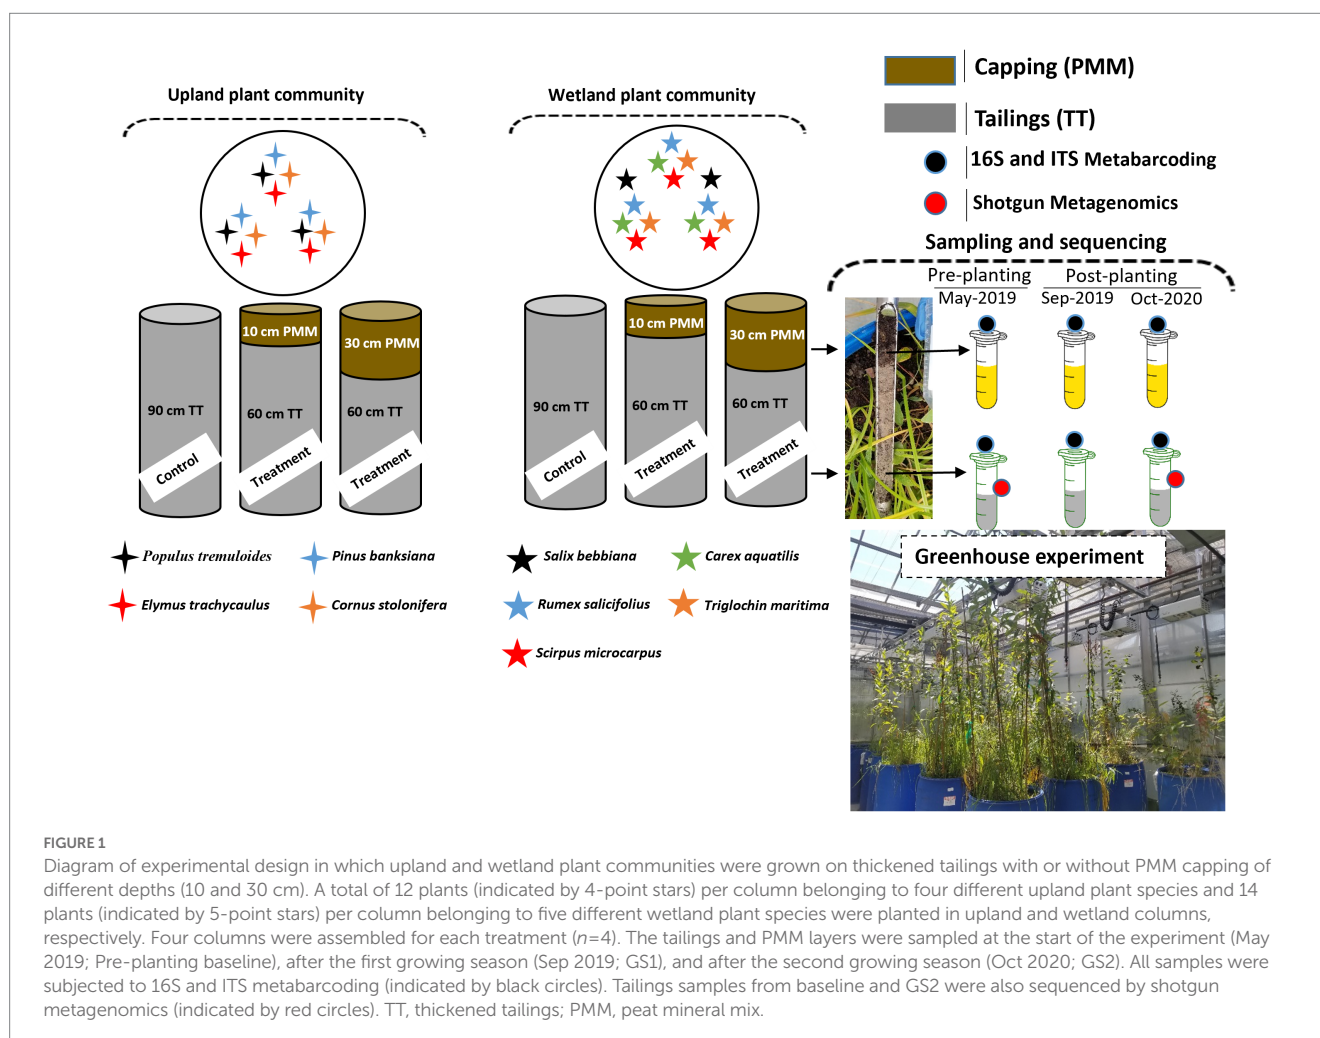 Upland plant community
Wetland plant community
Capping (PMM)
Tailings (TT)
16S and ITS Metabarcoding
Shotgun Metagenomics
Sampling and sequencing
Pre-planting
Post-planting
May-2019
Sep-2019
Oct-2020
10 cm PMM
30 cm PMM
90 cm TT
60 cm TT
60 cm TT
Control
Treatment
Treatment
10 cm PMM
30 cm PMM
90 cm TT
60 cm TT
60 cm TT
Control
Treatment
Treatment
Populus tremuloides
Pinus banksiana
Elymus trachycaulus
Cornus stolonifera
Salix bebbiana
Carex aquatilis
Rumex salicifolius
Triglochin maritima
Scirpus microcarpus
Greenhouse experiment
FIGURE 1
Diagram of experimental design in which upland and wetland plant communities were grown on thickened tailings with or without PMM capping of
different depths (10 and 30 cm). A total of 12 plants (indicated by 4-point stars) per column belonging to four different upland plant species and 14
plants (indicated by 5-point stars) per column belonging to five different wetland plant species were planted in upland and wetland columns,
respectively. Four columns were assembled for each treatment (n=4). The tailings and PMM layers were sampled at the start of the experiment (May
2019; Pre-planting baseline), after the first growing season (Sep 2019; GS1), and after the second growing season (Oct 2020; GS2). All samples were
subjected to 16S and ITS metabarcoding (indicated by black circles). Tailings samples from baseline and GS2 were also sequenced by shotgun
metagenomics (indicated by red circles). TT, thickened tailings; PMM, peat mineral mix.